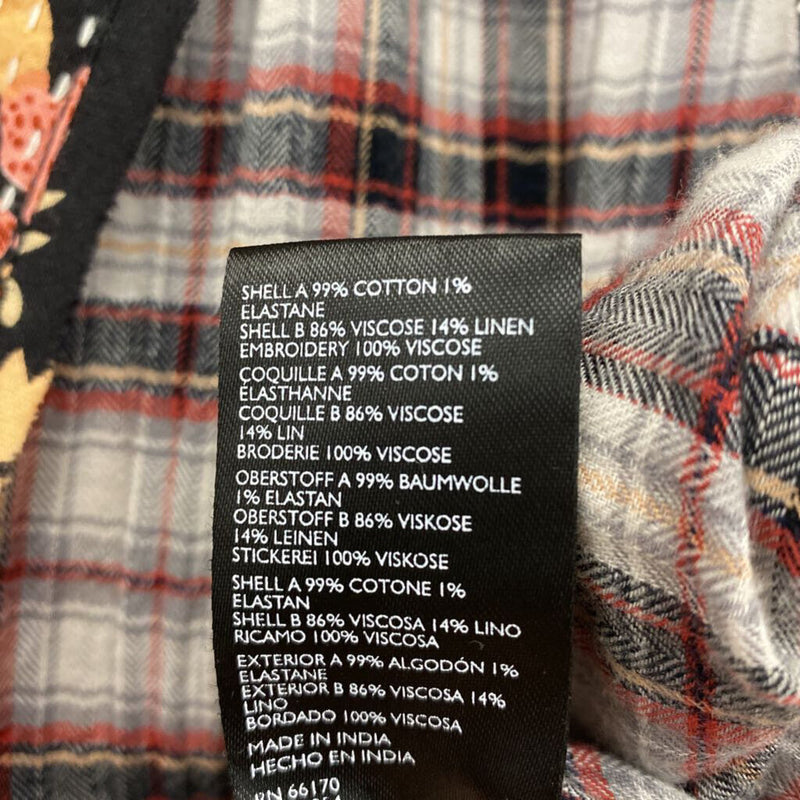 SHELL A 99% COTTON 1%
ELASTANE
SHELL B 86% VISCOSE 14% LINEN
EMBROIDERY 100% VISCOSE
COQUILLE A 99% COTON 1%
ÉLASTHANNE
COQUILLE B 86% VISCOSE
14% LIN
BRODERIE 100% VISCOSE
OBERSTOFF A 99% BAUMWOLLE
1% ELASTAN
OBERSTOFF B 86% VISKOSE
14% LEINEN
STICKEREI 100% VISKOSE
SHELL A 99% COTONE 1%
ELASTAN
SHELL B 86% VISCOSA 14% LINO
RICAMO 100% VISCOSA
EXTERIOR A 99% ALGODÓN 1%
ELASTANE
EXTERIOR B 86% VISCOSA 14%
LINO
BORDADO 100% VISCOSA
MADE IN INDIA
HECHO EN INDIA
RN 66170